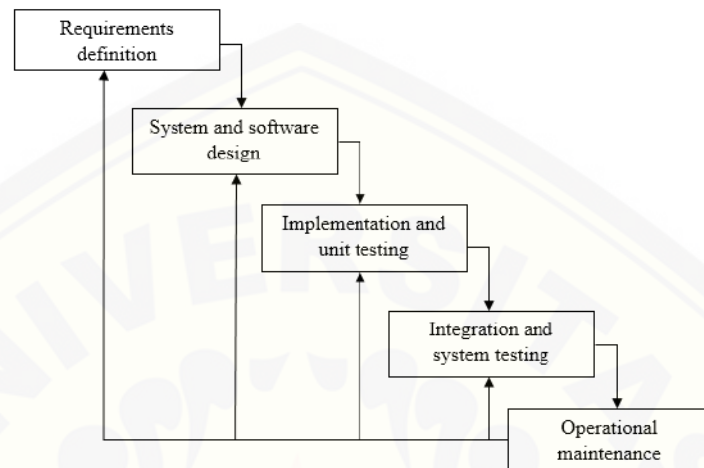 Requirements
definition
System and software
design
Implementation and
unit testing
Integration and
system testing
Operational
maintenance